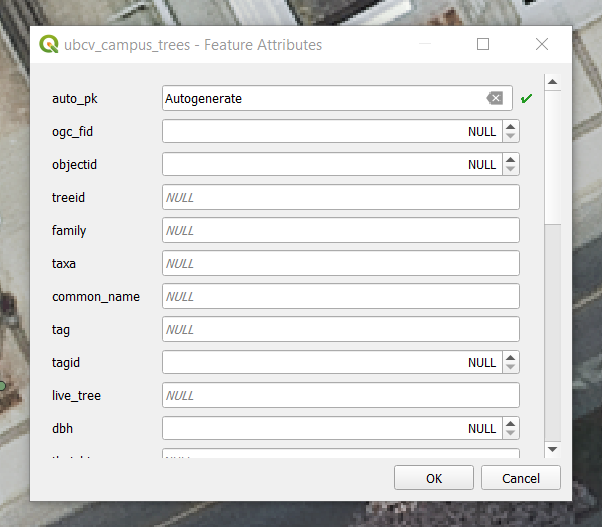 ubcv_campus_trees - Feature Attributes
auto_pk Autogenerate
ogc_fid NULL
objectid NULL
treeid NULL
family NULL
taxa NULL
common_name NULL
tag NULL
tagid NULL
live_tree NULL
dbh NULL
OK Cancel